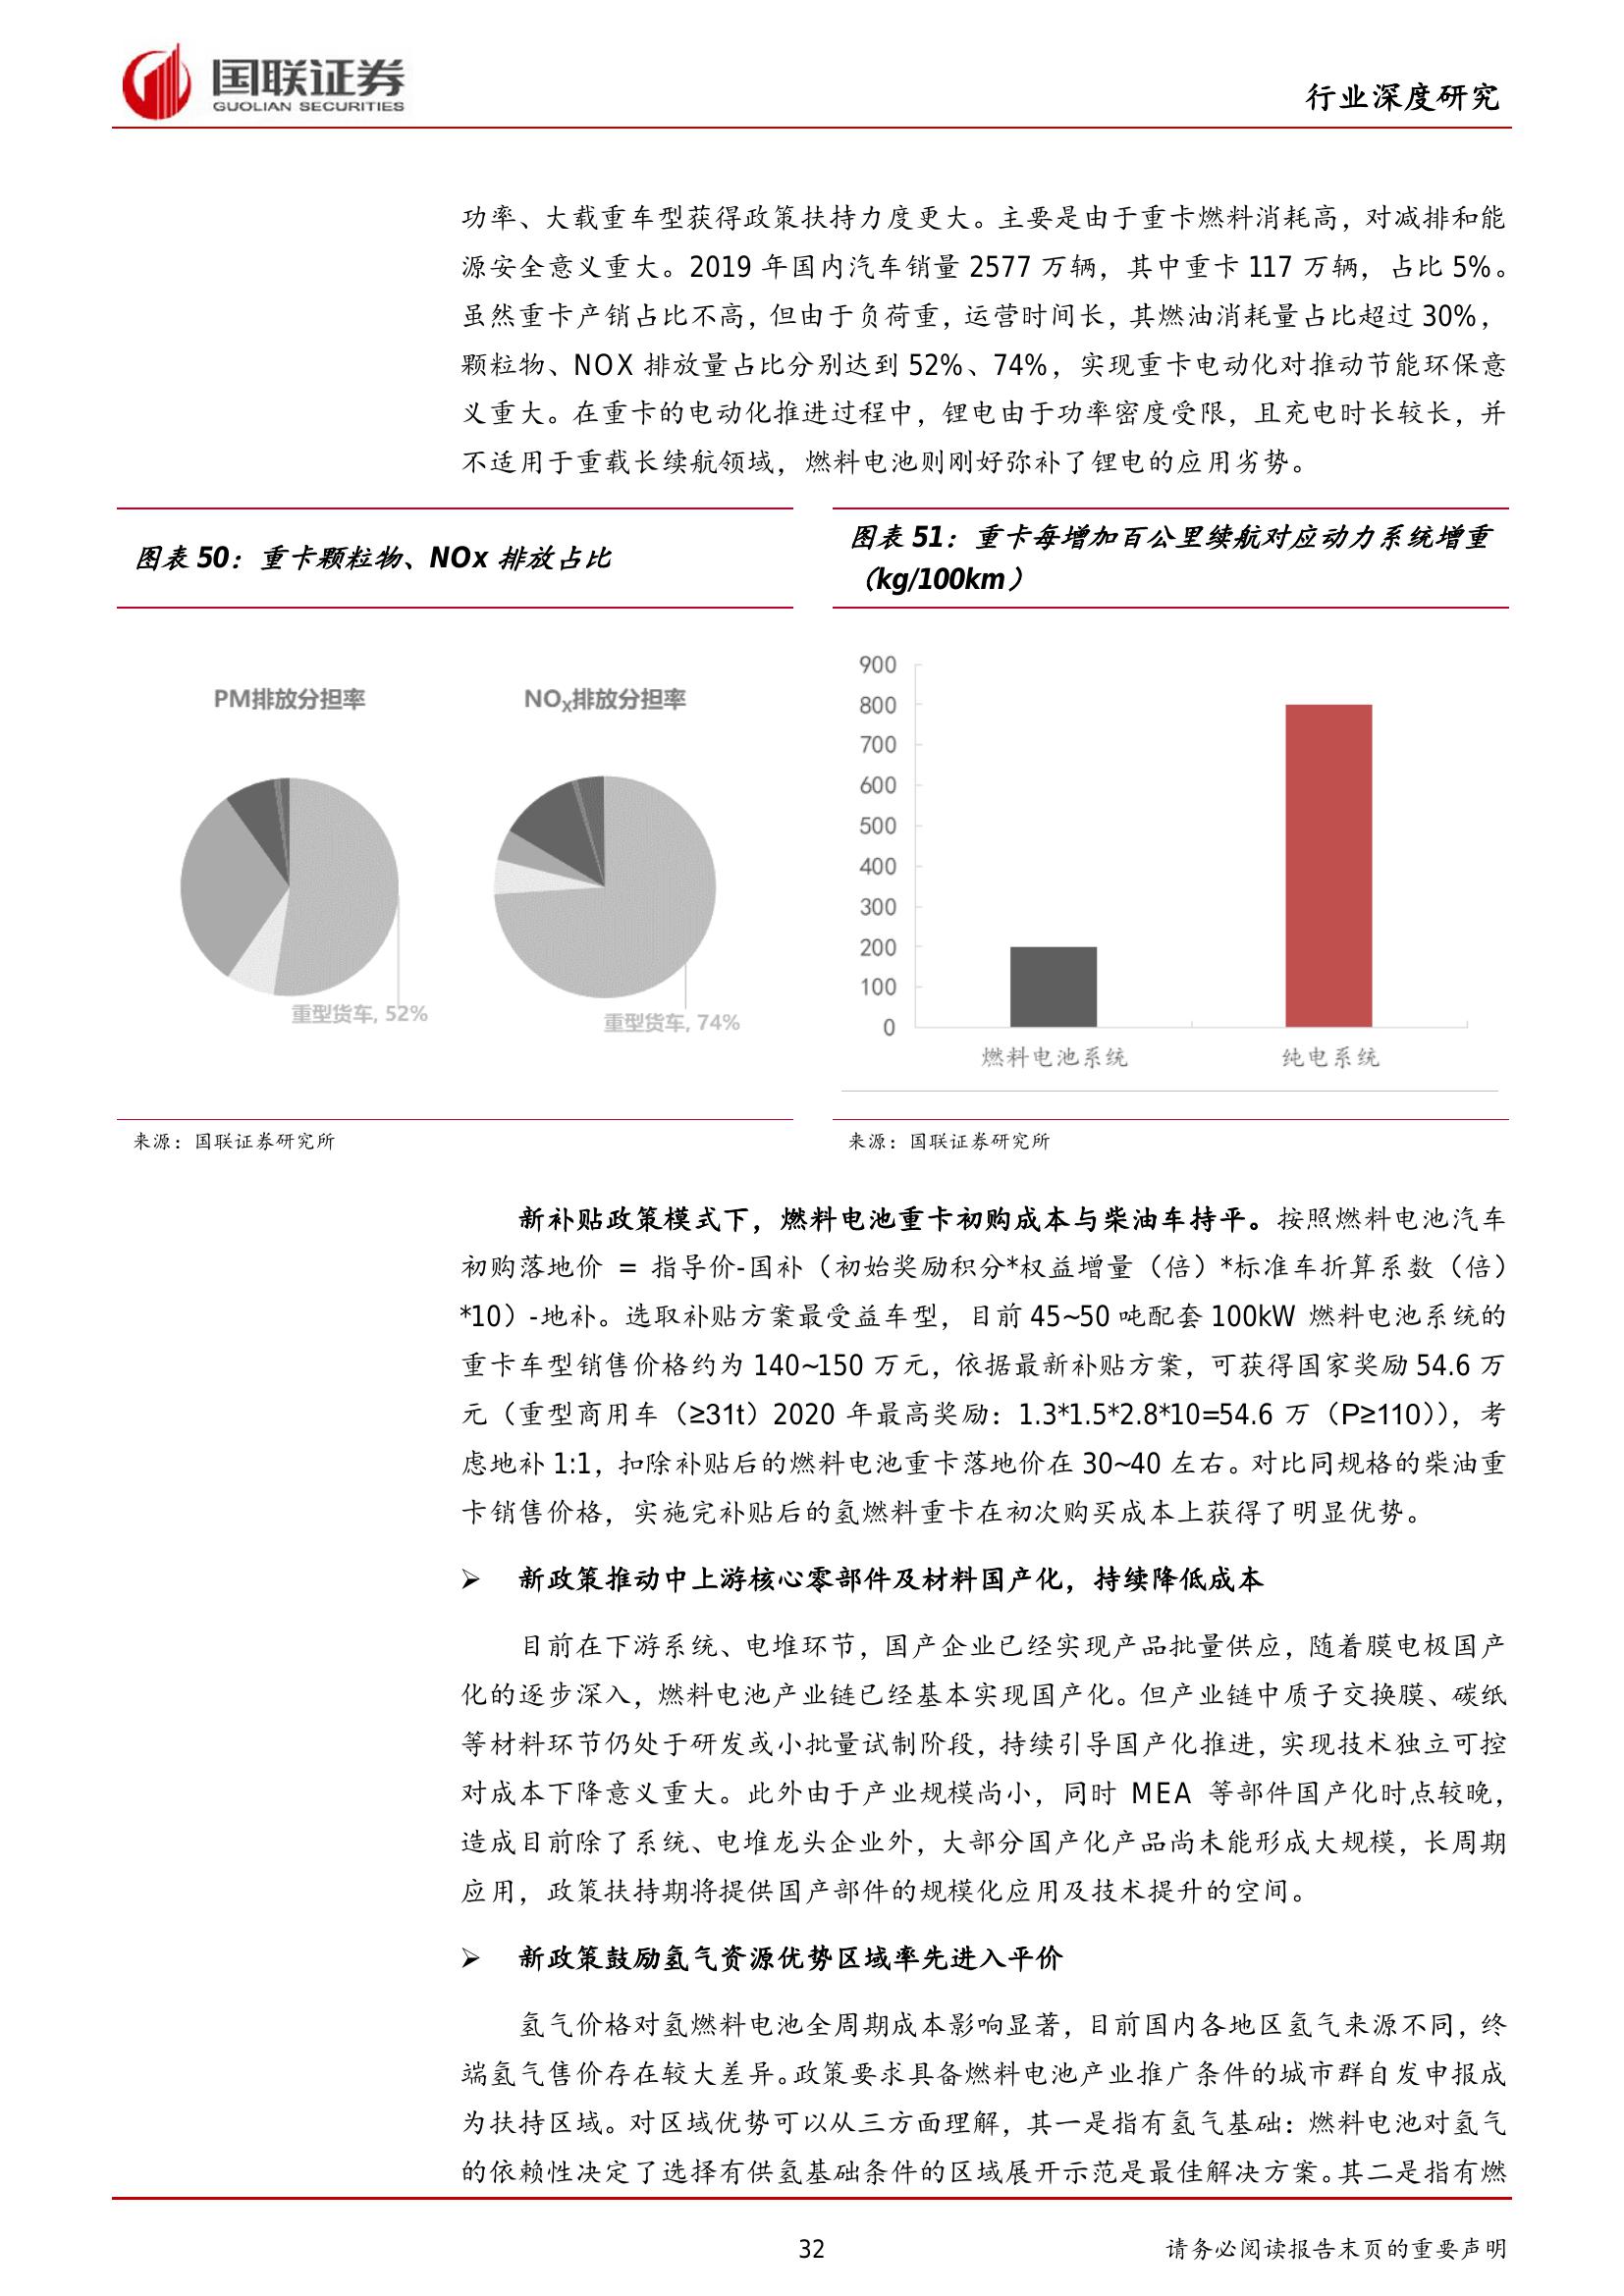 国联证券
GUOLIAN SECURITIES
行业深度研究
功率、大载重车型获得政策扶持力度更大。主要是由于重卡燃料消耗高，对减排和能
源安全意义重大。2019 年国内汽车销量 2577 万辆，其中重卡 117 万辆，占比 5%。
虽然重卡产销占比不高，但由于负荷重，运营时间长，其燃油消耗量占比超过 30%，
颗粒物、NOX 排放量占比分别达到 52%、74%，实现重卡电动化对推动节能环保意
义重大。在重卡的电动化推进过程中，锂电由于功率密度受限，且充电时长较长，并
不适用于重载长续航领域，燃料电池则刚好弥补了锂电的应用劣势。
图表 50：重卡颗粒物、NOx 排放占比
PM排放分担率
NOx排放分担率
重型货车, 52%
重型货车, 74%
来源：国联证券研究所
图表 51：重卡每增加百公里续航对应动力系统增重
（kg/100km）
900
800
700
600
500
400
300
200
100
0
燃料电池系统
纯电系统
来源：国联证券研究所
新补贴政策模式下，燃料电池重卡初购成本与柴油车持平。按照燃料电池汽车
初购落地价 = 指导价-国补（初始奖励积分*权益增量（倍）*标准车折算系数（倍）
*10）-地补。选取补贴方案最受益车型，目前 45~50 吨配套 100kW 燃料电池系统的
重卡车型销售价格约为 140~150 万元，依据最新补贴方案，可获得国家奖励 54.6 万
元（重型商用车（≥31t）2020 年最高奖励：1.3*1.5*2.8*10=54.6 万（P≥110）），考
虑地补 1:1，扣除补贴后的燃料电池重卡落地价在 30~40 左右。对比同规格的柴油重
卡销售价格，实施完补贴后的氢燃料重卡在初次购买成本上获得了明显优势。
➢ 新政策推动中上游核心零部件及材料国产化，持续降低成本
目前在下游系统、电堆环节，国产企业已经实现产品批量供应，随着膜电极国产
化的逐步深入，燃料电池产业链已经基本实现国产化。但产业链中质子交换膜、碳纸
等材料环节仍处于研发或小批量试制阶段，持续引导国产化推进，实现技术独立可控
对成本下降意义重大。此外由于产业规模尚小，同时 MEA 等部件国产化时点较晚，
造成目前除了系统、电堆龙头企业外，大部分国产化产品尚未能形成大规模，长周期
应用，政策扶持期将提供国产部件的规模化应用及技术提升的空间。
➢ 新政策鼓励氢气资源优势区域率先进入平价
氢气价格对氢燃料电池全周期成本影响显著，目前国内各地区氢气来源不同，终
端氢气售价存在较大差异。政策要求具备燃料电池产业推广条件的城市群自发申报成
为扶持区域。对区域优势可以从三方面理解，其一是指有氢气基础：燃料电池对氢气
的依赖性决定了选择有供氢基础条件的区域展开示范是最佳解决方案。其二是指有燃
32
请务必阅读报告末页的重要声明